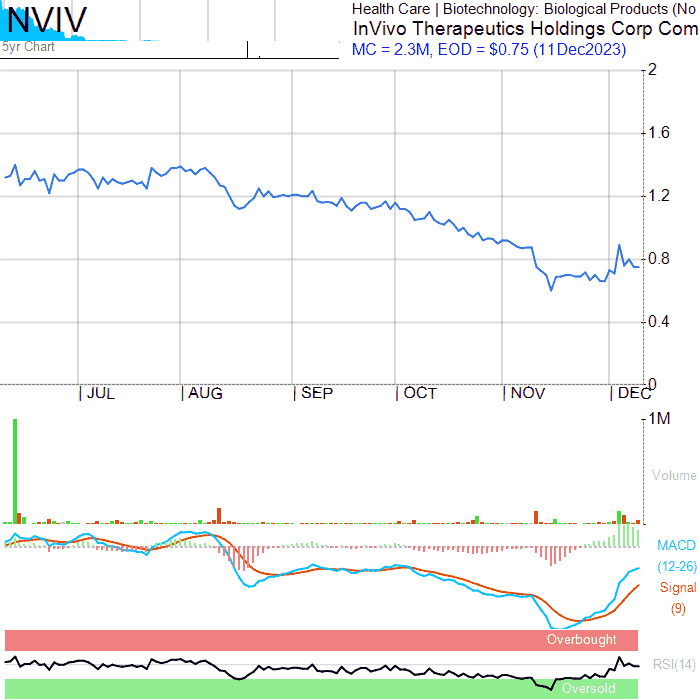 NVIV
5yr Chart
Health Care | Biotechnology: Biological Products (No
InVivo Therapeutics Holdings Corp Com
MC = 2.3M, EOD = $0.75 (11Dec2023)
2
1.6
1.2
0.8
0.4
0
| JUL | AUG | SEP | OCT | NOV | DEC
1M
Volume
MACD
(12-26)
Signal
(9)
Overbought
RSI(14)
Oversold